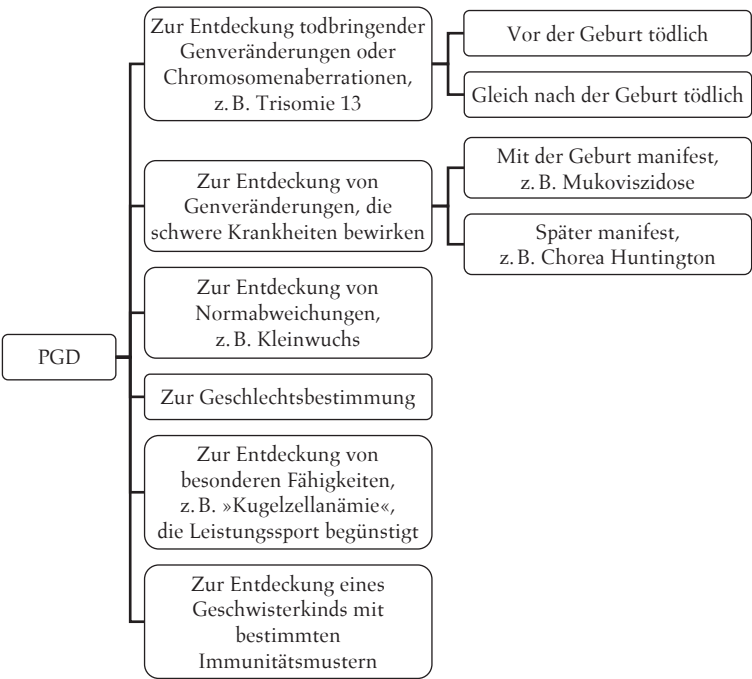 PGD
Zur Entdeckung todbringender
Genveränderungen oder
Chromosomenaberrationen,
z. B. Trisomie 13
Vor der Geburt tödlich
Gleich nach der Geburt tödlich
Zur Entdeckung von
Genveränderungen, die
schwere Krankheiten bewirken
Mit der Geburt manifest,
z. B. Mukoviszidose
Später manifest,
z. B. Chorea Huntington
Zur Entdeckung von
Normabweichungen,
z. B. Kleinwuchs
Zur Geschlechtsbestimmung
Zur Entdeckung von
besonderen Fähigkeiten,
z. B. »Kugelzellanämie«,
die Leistungssport begünstigt
Zur Entdeckung eines
Geschwisterkinds mit
bestimmten
Immunitätsmustern